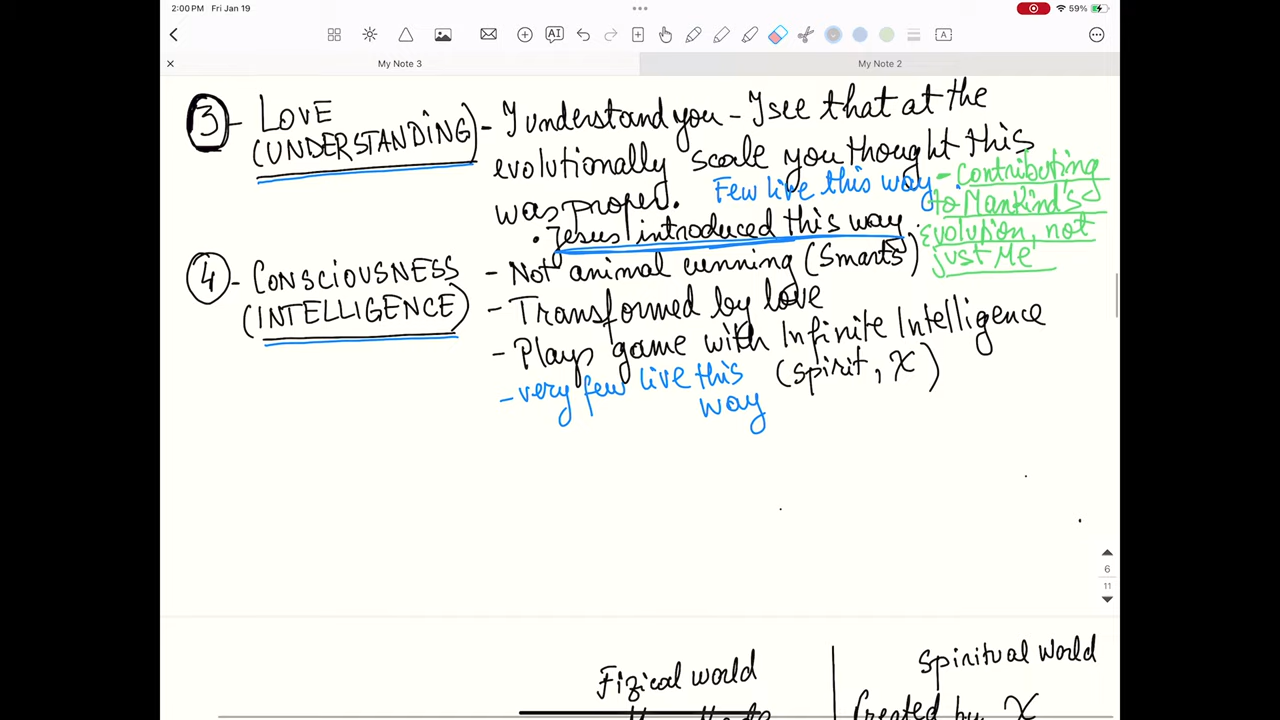 2:00 PM Fri Jan 19
59%
AI
A
My Note 3
My Note 2
3 - LOVE
(UNDERSTANDING)
- I understand you - I see that at the
evolutionally scale you thought this
was proper.
Few live this way
- Contributing
to Mankind's
Evolution, not
just Me
• Jesus introduced this way.
4 - CONSCIOUSNESS
(INTELLIGENCE)
- Not animal cunning (Smarts)
- Transformed by love
- Plays game with Infinite Intelligence
(spirit, X)
- very few live this
way
6
11
Fizical world
Spiritual World
Created by X